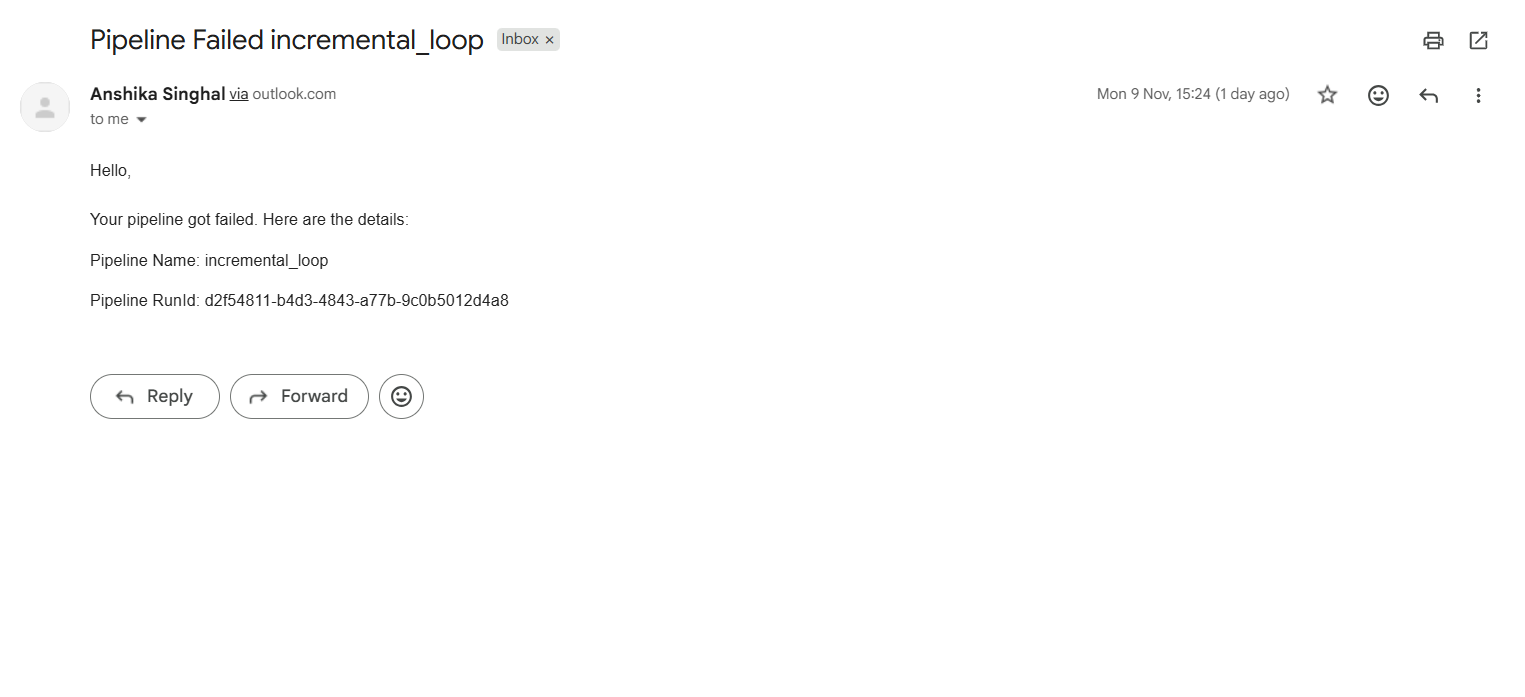 Pipeline Failed incremental_loop Inbox ×
Anshika Singhal via outlook.com Mon 9 Nov, 15:24 (1 day ago)
to me
Hello,
Your pipeline got failed. Here are the details:
Pipeline Name: incremental_loop
Pipeline RunId: d2f54811-b4d3-4843-a77b-9c0b5012d4a8
Reply Forward